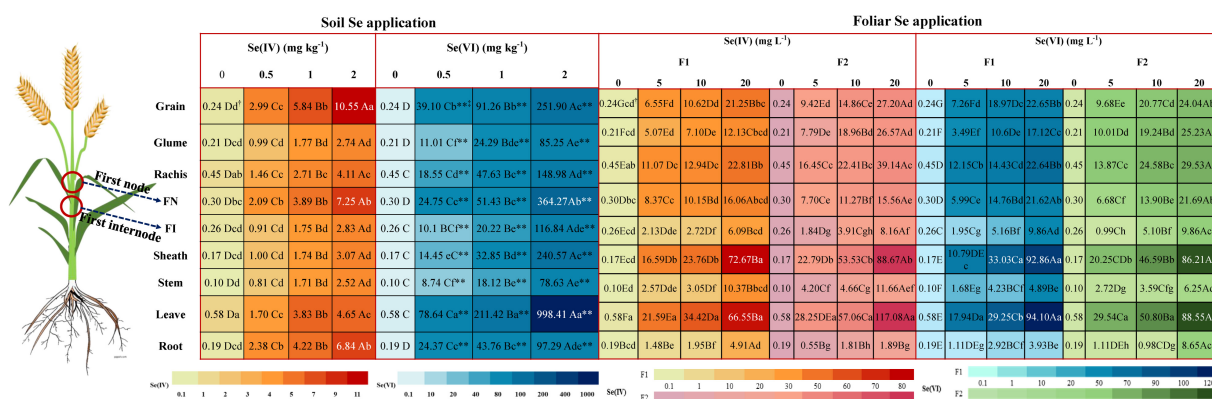 Soil Se application Foliar Se application
Se(IV) (mg kg⁻¹) Se(VI) (mg kg⁻¹) Se(IV) (mg L⁻¹) Se(VI) (mg L⁻¹)
F1 F2 F1 F2
0 0.5 1 2 0 0.5 1 2 0 5 10 20 0 5 10 20 0 5 10 20 0 5 10 20
Grain 0.24 Dd† 2.99 Cc 5.84 Bb 10.55 Aa 0.24 D 39.10 Cb**‡ 91.26 Bb** 251.90 Ac** 0.24Gcd† 6.55Fd 10.62Dd 21.25Bbc 0.24 9.42Ed 14.86Cc 27.20Ad 0.24G 7.26Fd 18.97Dc 22.65Bb 0.24 9.68Ec 20.77Cd
Glume 0.21 Dcd 0.99 Cd 1.77 Bd 2.74 Ad 0.21 D 11.01 Cf** 24.29 Bde** 85.25 Ae** 0.21Fcd 5.07Ed 7.10De 12.13Cbcd 0.21 7.79De 18.96Bd 26.57Ad 0.21F 3.49Ef 10.6De 17.12Cc 0.21 10.01Dd 19.24Bd 25.23A
Rachis 0.45 Dab 1.46 Cc 2.71 Bc 4.11 Ac 0.45 C 18.55 Cd** 47.63 Bc** 148.98 Ad** 0.45Eab 11.07 Dc 12.94Dc 22.81Bb 0.45 16.45Cc 22.41Bc 39.14Ac 0.45D 12.15Cb 14.43Cd 22.64Bb 0.45 13.87Cc 24.58Bc 29.53A
First node
FN 0.30 Dbc 2.09 Cb 3.89 Bb 7.25 Ab 0.30 D 24.75 Cc** 51.43 Bc** 364.27Ab** 0.30Dbc 8.37Cc 10.15Bd 16.06Abcd 0.30 7.70Cc 11.27Bf 15.56Ae 0.30D 5.99Cc 14.76Bd 21.62Ab 0.30 6.68Cf 13.90Be
FI 0.26 Dcd 0.91 Cd 1.75 Bd 2.83 Ad 0.26 C 10.1 BCf** 20.22 Be** 116.84 Ade** 0.26Ecd 2.13Dde 2.72Df 6.09Bcd 0.26 1.84Dg 3.91Cgh 8.16Af 0.26C 1.95Cg 5.16Bf 9.86Ad 0.26 0.99Ch 5.10Bf 9.86Ac
First internode
Sheath 0.17 Dcd 1.00 Cd 1.74 Bd 3.07 Ad 0.17 C 14.45 eC** 32.85 Bd** 240.57 Ac** 0.17Ecd 16.59Db 23.76Db 72.67Ba 0.17 22.79Db 53.53Cb 88.67Ab 0.17E 10.79DE c 33.03Ca 92.86Aa 0.17 20.25CDb 46.59Bb 86.21A
Stem 0.10 Dd 0.81 Cd 1.71 Bd 2.52 Ad 0.10 C 8.74 Cf** 18.12 Be** 78.63 Ae** 0.10Ed 2.57Dde 3.05Df 10.37Bbcd 0.10 4.20Cf 4.66Cg 11.66Aef 0.10F 1.68Eg 4.23BCf 4.89Be 0.10 2.72Dg 3.59Cfg 6.25Ac
Leave 0.58 Da 1.70 Cc 3.83 Bb 4.65 Ac 0.58 C 78.64 Ca** 211.42 Ba** 998.41 Aa** 0.58Fa 21.59Ea 34.42Da 66.55Ba 0.58 28.25DEa 57.06Ca 117.08Aa 0.58E 17.94Da 29.25Cb 94.10Aa 0.58 29.54Ca 50.80Ba 88.55A
Root 0.19 Dcd 2.38 Cb 4.22 Bb 6.84 Ab 0.19 D 24.37 Cc** 43.76 Bc** 97.29 Ade** 0.19Bcd 1.48Be 1.95Bf 4.91Ad 0.19 0.55Bg 1.81Bh 1.89Bg 0.19E 1.11DEg 2.92BCf 3.93Be 0.19 1.11DEh 0.98CDg 8.65Ac
Se(IV) Se(VI) F1 F1
0.1 1 2 3 4 5 7 9 11 0.1 10 20 40 80 100 200 400 1000 Se(IV) 0.1 1 10 20 30 50 60 70 80 Se(VI) 0.1 1 10 20 50 70 90 100
F2 F2